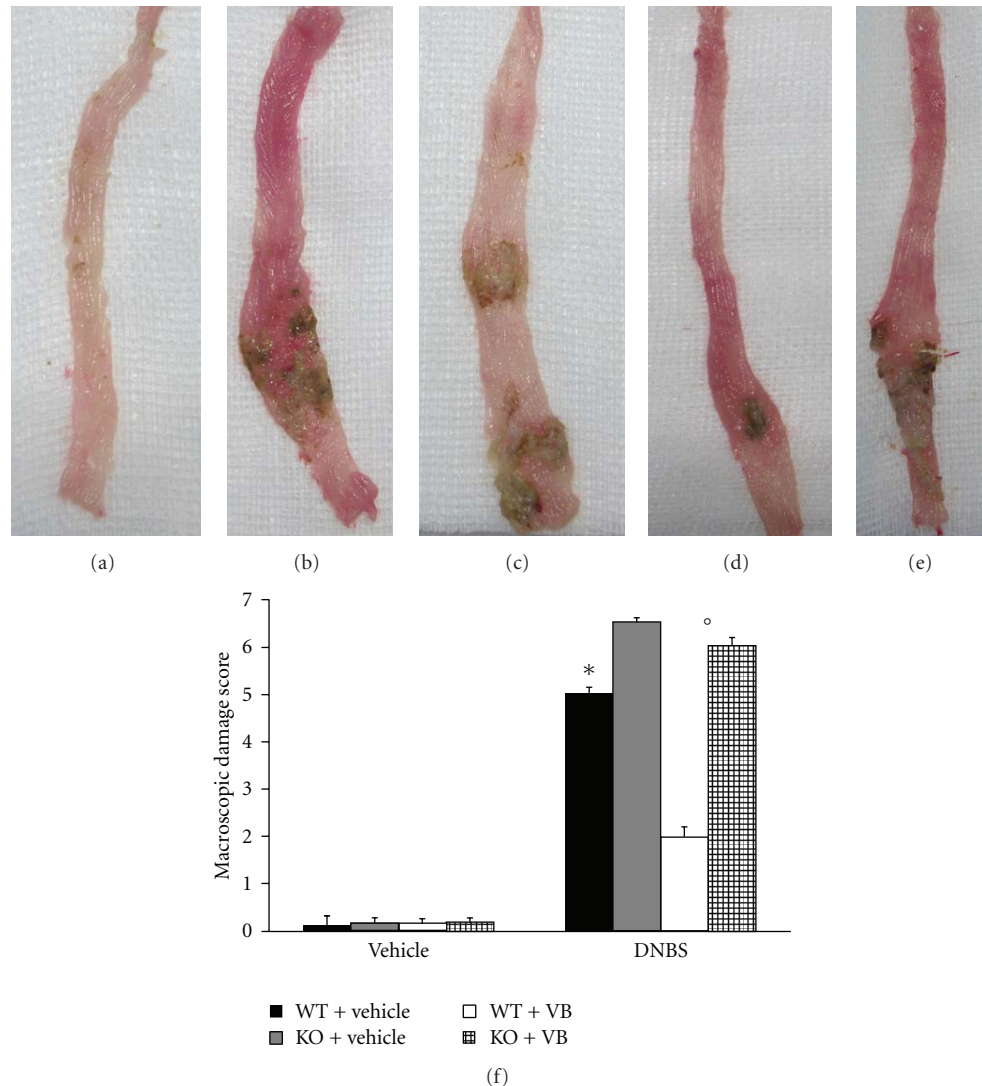 (a)
(b)
(c)
(d)
(e)
7
6
5
4
3
2
1
0
Macroscopic damage score
*
°
Vehicle
DNBS
WT + vehicle
WT + VB
KO + vehicle
KO + VB
(f)